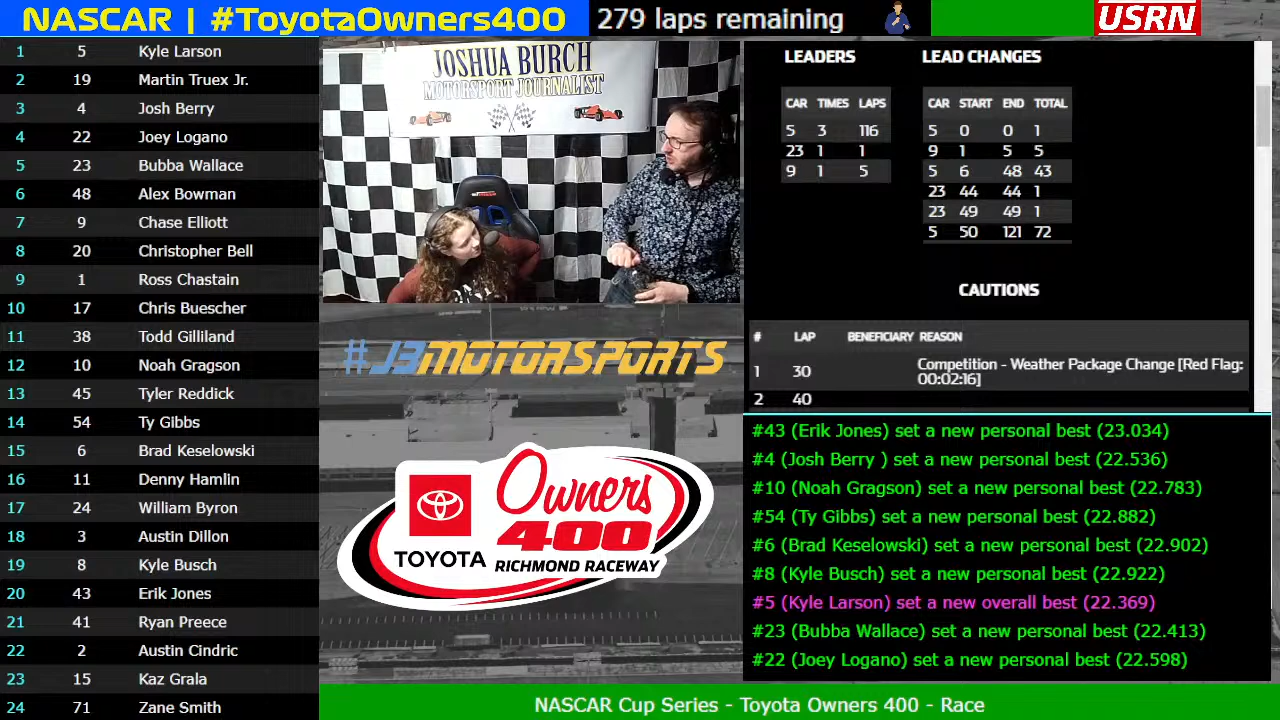 NASCAR | #ToyotaOwners400
279 laps remaining
USRN
1 5 Kyle Larson
2 19 Martin Truex Jr.
3 4 Josh Berry
4 22 Joey Logano
5 23 Bubba Wallace
6 48 Alex Bowman
7 9 Chase Elliott
8 20 Christopher Bell
9 1 Ross Chastain
10 17 Chris Buescher
11 38 Todd Gilliland
12 10 Noah Gragson
13 45 Tyler Reddick
14 54 Ty Gibbs
15 6 Brad Keselowski
16 11 Denny Hamlin
17 24 William Byron
18 3 Austin Dillon
19 8 Kyle Busch
20 43 Erik Jones
21 41 Ryan Preece
22 2 Austin Cindric
23 15 Kaz Grala
24 71 Zane Smith
JOSHUA BURCH
MOTORSPORT JOURNALIST
#J3MOTORSPORTS
TOYOTA
Owners
400
RICHMOND RACEWAY
LEADERS
CAR TIMES LAPS
5 3 116
23 1 1
9 1 5
LEAD CHANGES
CAR START END TOTAL
5 0 0 1
9 1 5 5
5 6 48 43
23 44 44 1
23 49 49 1
5 50 121 72
CAUTIONS
# LAP BENEFICIARY REASON
1 30 Competition - Weather Package Change [Red Flag:
00:02:16]
2 40
#43 (Erik Jones) set a new personal best (23.034)
#4 (Josh Berry ) set a new personal best (22.536)
#10 (Noah Gragson) set a new personal best (22.783)
#54 (Ty Gibbs) set a new personal best (22.882)
#6 (Brad Keselowski) set a new personal best (22.902)
#8 (Kyle Busch) set a new personal best (22.922)
#5 (Kyle Larson) set a new overall best (22.369)
#23 (Bubba Wallace) set a new personal best (22.413)
#22 (Joey Logano) set a new personal best (22.598)
NASCAR Cup Series - Toyota Owners 400 - Race